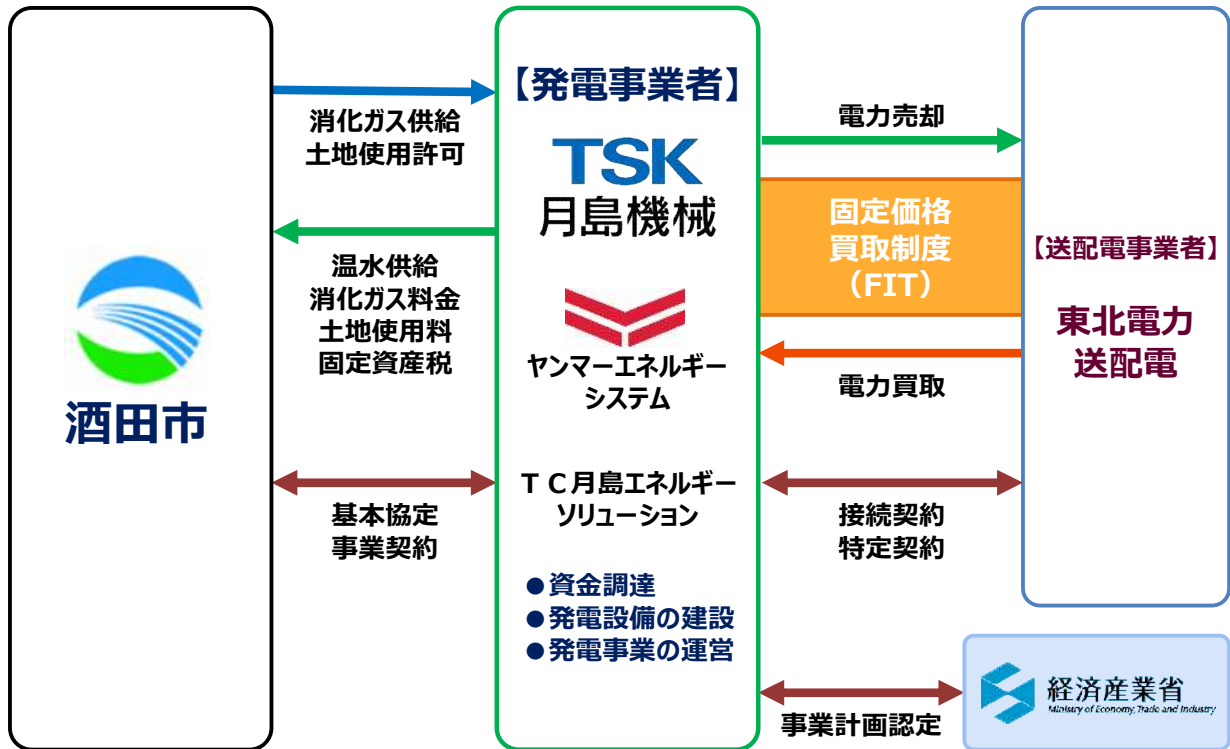 酒田市
消化ガス供給
土地使用許可
温水供給
消化ガス料金
土地使用料
固定資産税
基本協定
事業契約
【発電事業者】
TSK
月島機械
ヤンマーエネルギー
システム
TC月島エネルギー
ソリューション
●資金調達
●発電設備の建設
●発電事業の運営
電力売却
固定価格
買取制度
(FIT)
電力買取
接続契約
特定契約
事業計画認定
【送配電事業者】
東北電力
送配電
経済産業省
Ministry of Economy, Trade and Industry